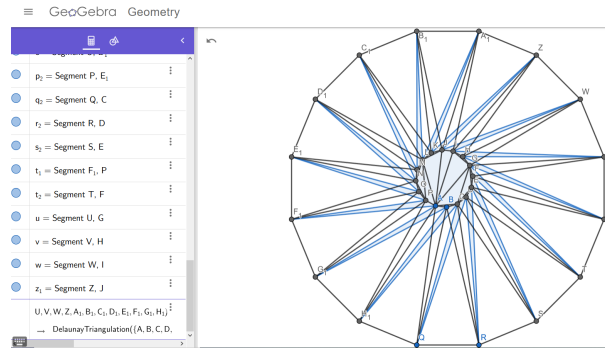 GeoGebra Geometry
p₂ = Segment P, E₁
q₂ = Segment Q, C
r₂ = Segment R, D
s₂ = Segment S, E
t₁ = Segment F₁, P
t₂ = Segment T, F
u = Segment U, G
v = Segment V, H
w = Segment W, I
z₁ = Segment Z, J
U, V, W, Z, A₁, B₁, C₁, D₁, E₁, F₁, G₁, H₁)
→ DelaunayTriangulation({A, B, C, D,
B₁
A₁
C₁
Z
D₁
W
E₁
F₁
B
G₁
T
H₁
S
Q
R